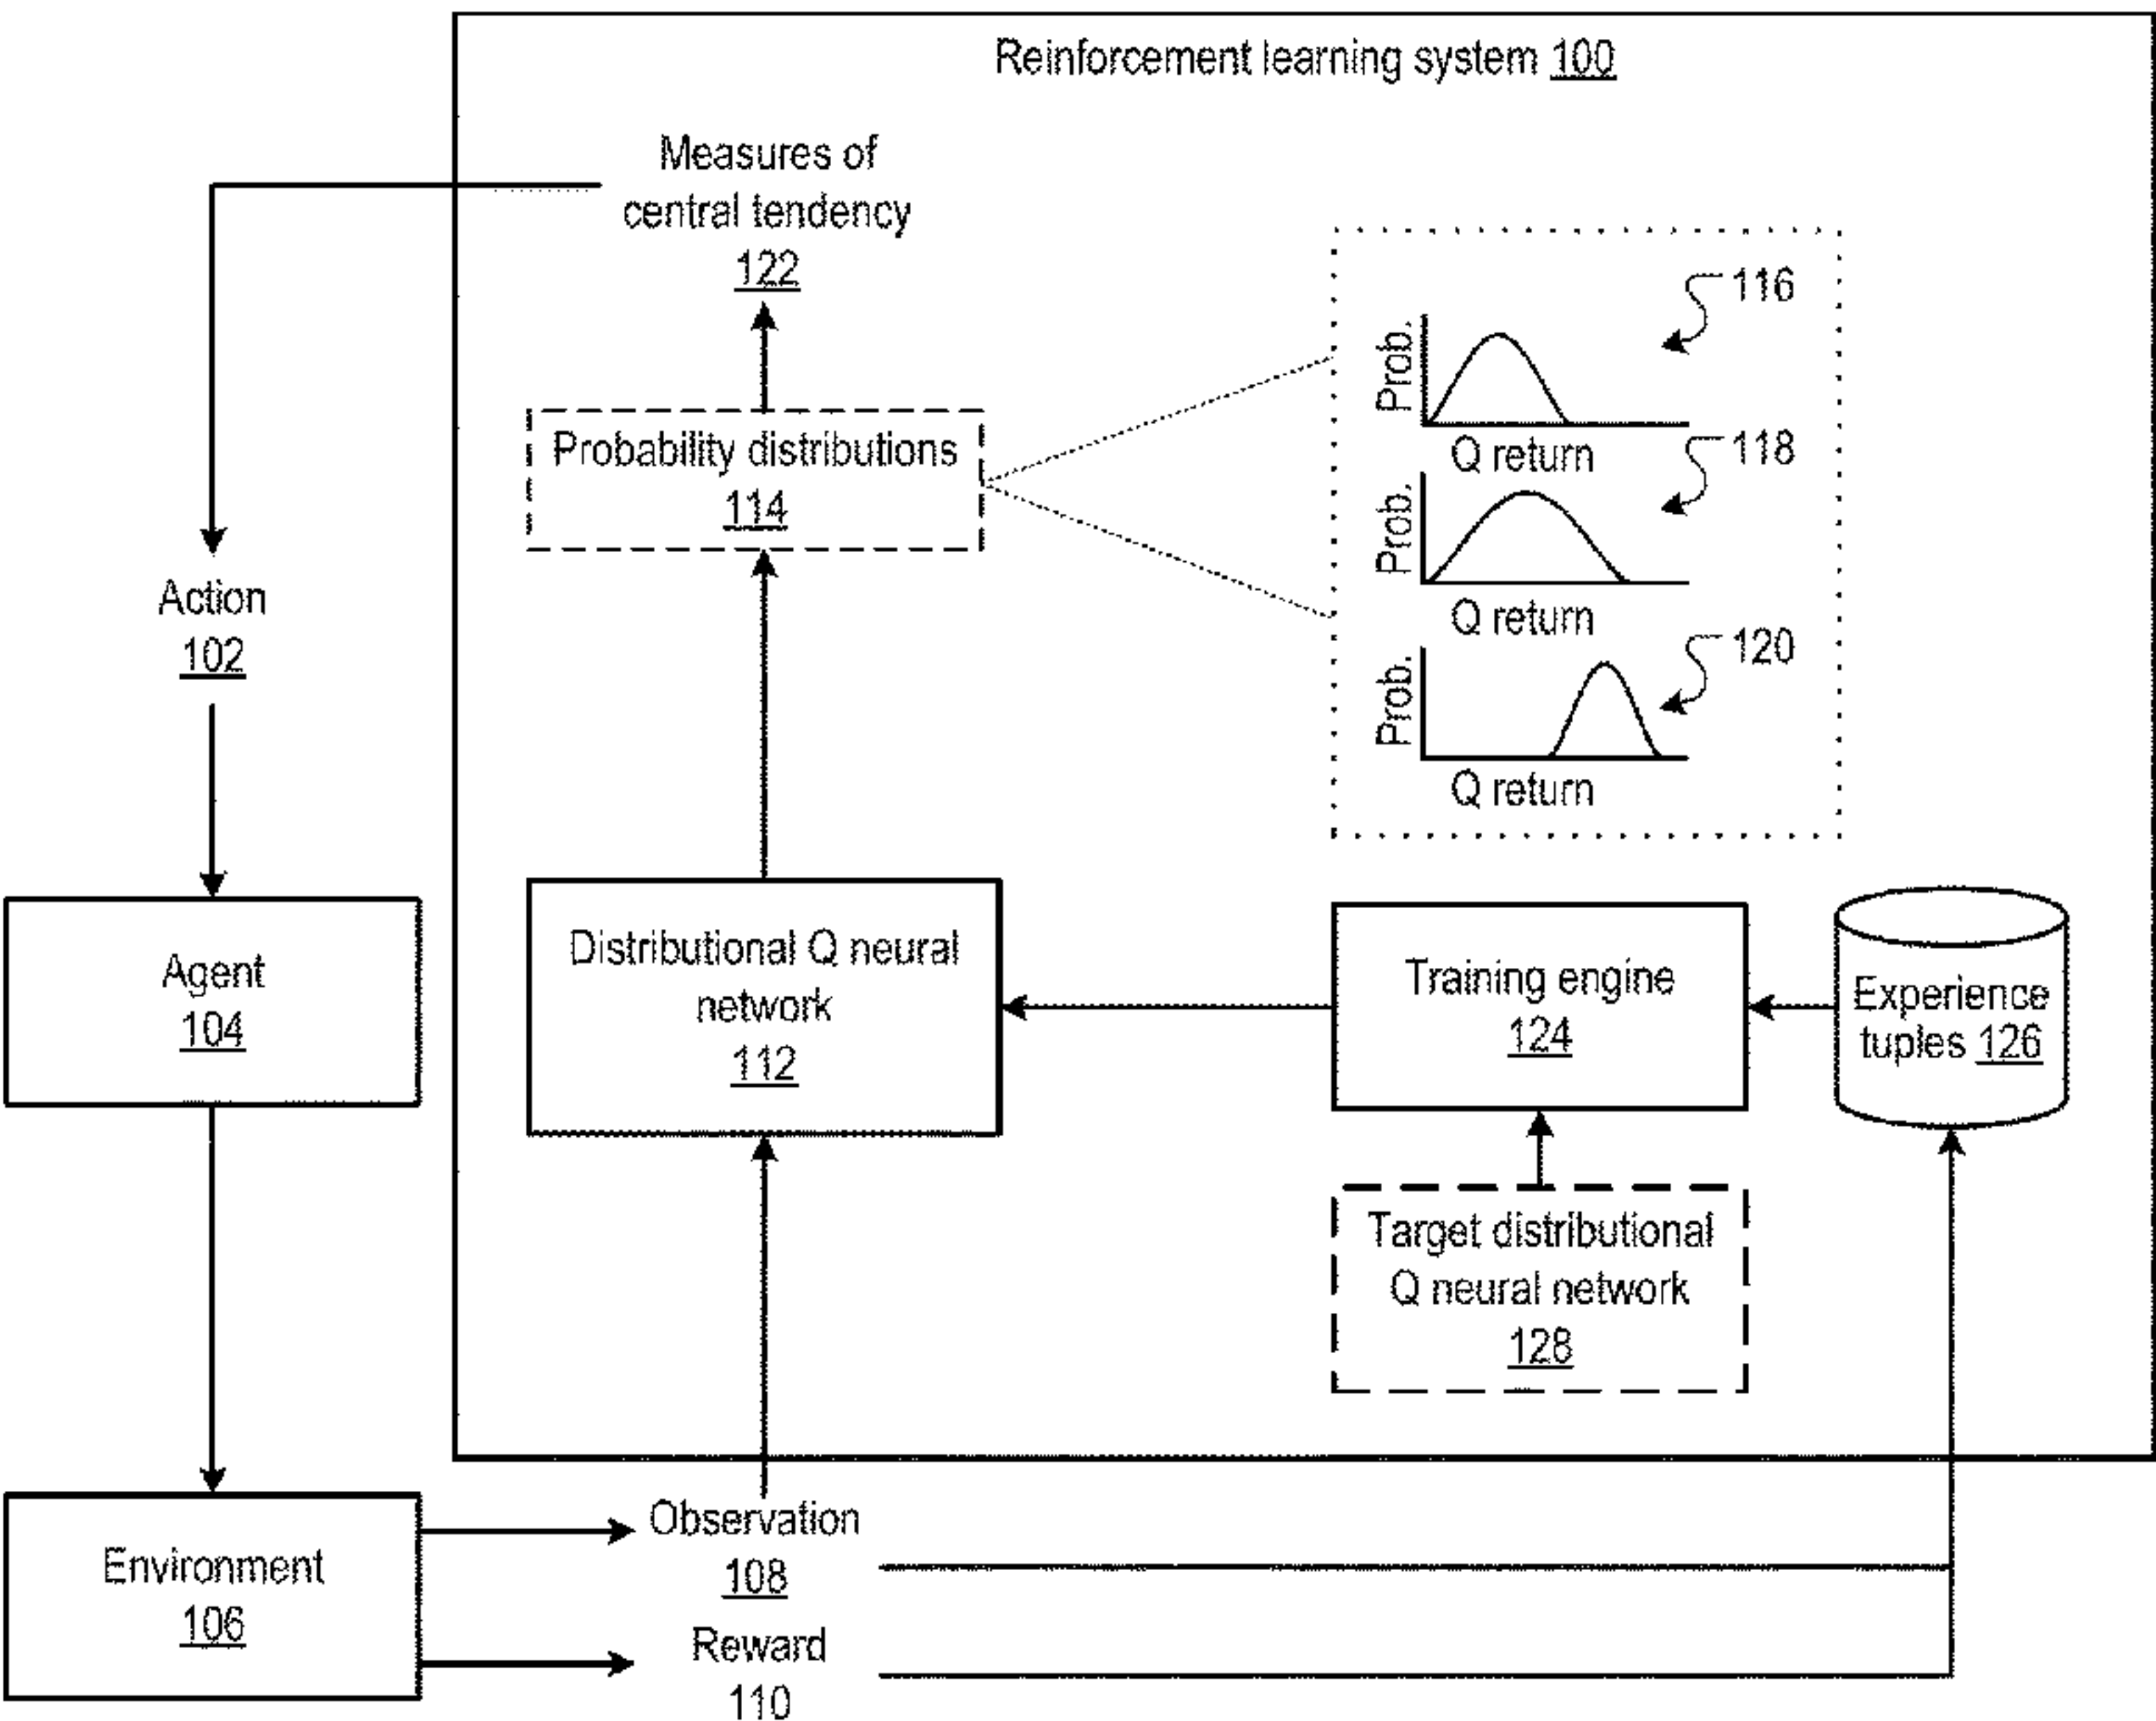 Reinforcement learning system 100
Measures of
central tendency
122
Probability distributions
114
Prob.
Q return
116
Prob.
Q return
118
Prob.
Q return
120
Action
102
Agent
104
Distributional Q neural
network
112
Training engine
124
Experience
tuples 126
Target distributional
Q neural network
128
Environment
106
Observation
108
Reward
110